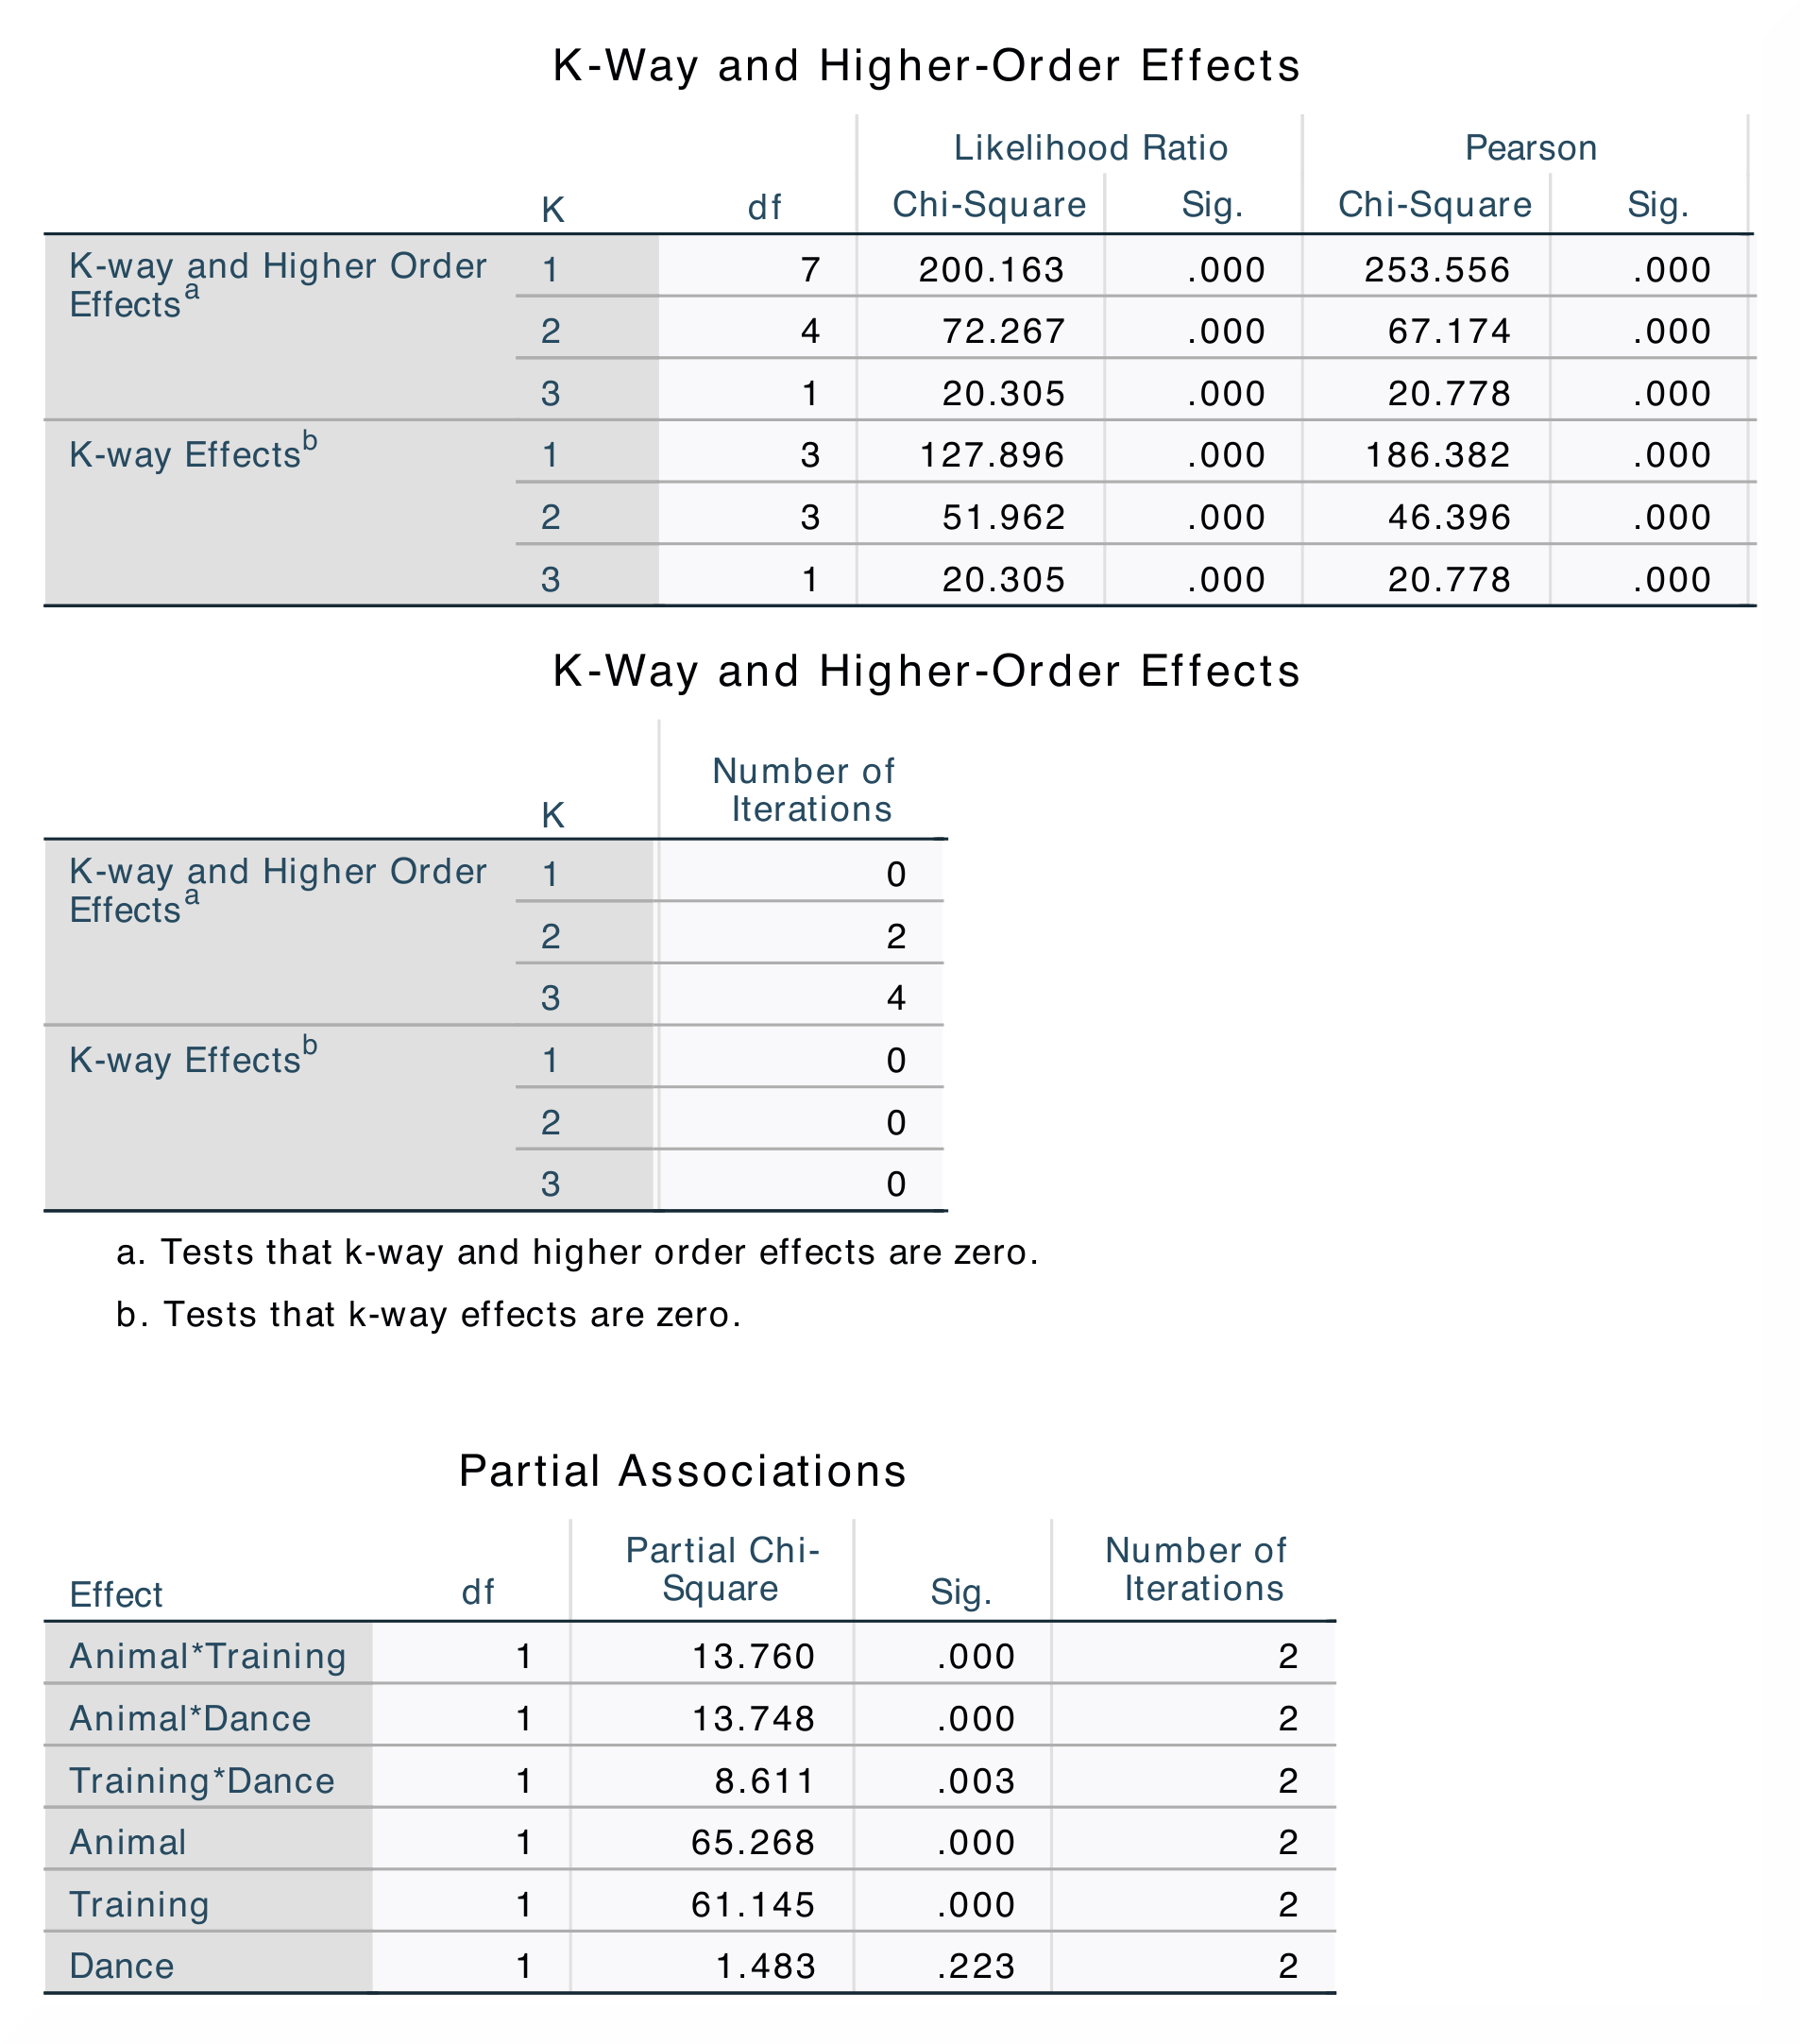 K-Way and Higher-Order Effects
Likelihood Ratio Pearson
K df Chi-Square Sig. Chi-Square Sig.
K-way and Higher Order Effectsa 1 7 200.163 .000 253.556 .000
2 4 72.267 .000 67.174 .000
3 1 20.305 .000 20.778 .000
K-way Effectsb 1 3 127.896 .000 186.382 .000
2 3 51.962 .000 46.396 .000
3 1 20.305 .000 20.778 .000
K-Way and Higher-Order Effects
K Number of Iterations
K-way and Higher Order Effectsa 1 0
2 2
3 4
K-way Effectsb 1 0
2 0
3 0
a. Tests that k-way and higher order effects are zero.
b. Tests that k-way effects are zero.
Partial Associations
Effect df Partial Chi-Square Sig. Number of Iterations
Animal*Training 1 13.760 .000 2
Animal*Dance 1 13.748 .000 2
Training*Dance 1 8.611 .003 2
Animal 1 65.268 .000 2
Training 1 61.145 .000 2
Dance 1 1.483 .223 2